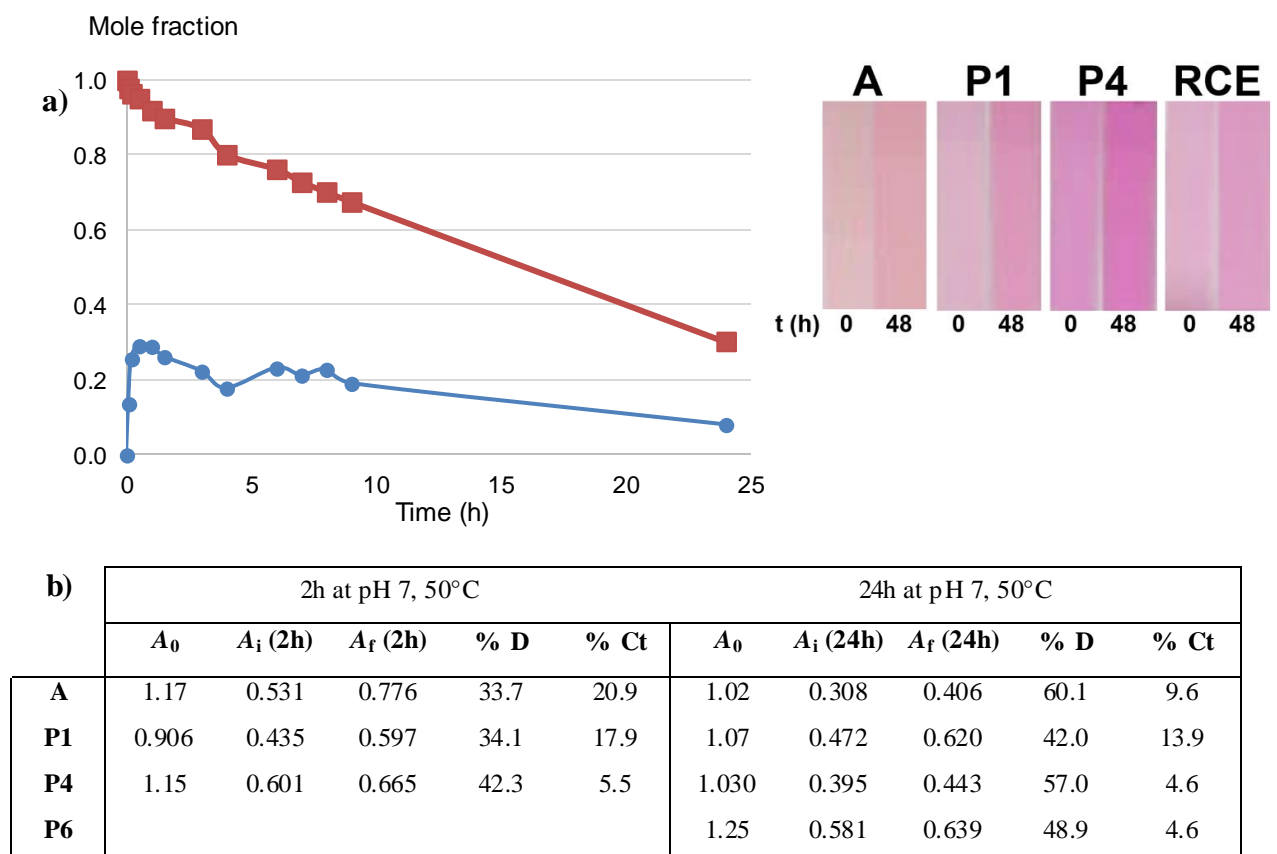 Mole fraction
a)
1.0
0.8
0.6
0.4
0.2
0.0
0 5 10 15 20 25
Time (h)
A P1 P4 RCE
t (h) 0 48 0 48 0 48 0 48
b) 2h at pH 7, 50°C 24h at pH 7, 50°C
A0 Ai (2h) Af (2h) % D % Ct A0 Ai (24h) Af (24h) % D % Ct
A 1.17 0.531 0.776 33.7 20.9 1.02 0.308 0.406 60.1 9.6
P1 0.906 0.435 0.597 34.1 17.9 1.07 0.472 0.620 42.0 13.9
P4 1.15 0.601 0.665 42.3 5.5 1.030 0.395 0.443 57.0 4.6
P6 1.25 0.581 0.639 48.9 4.6